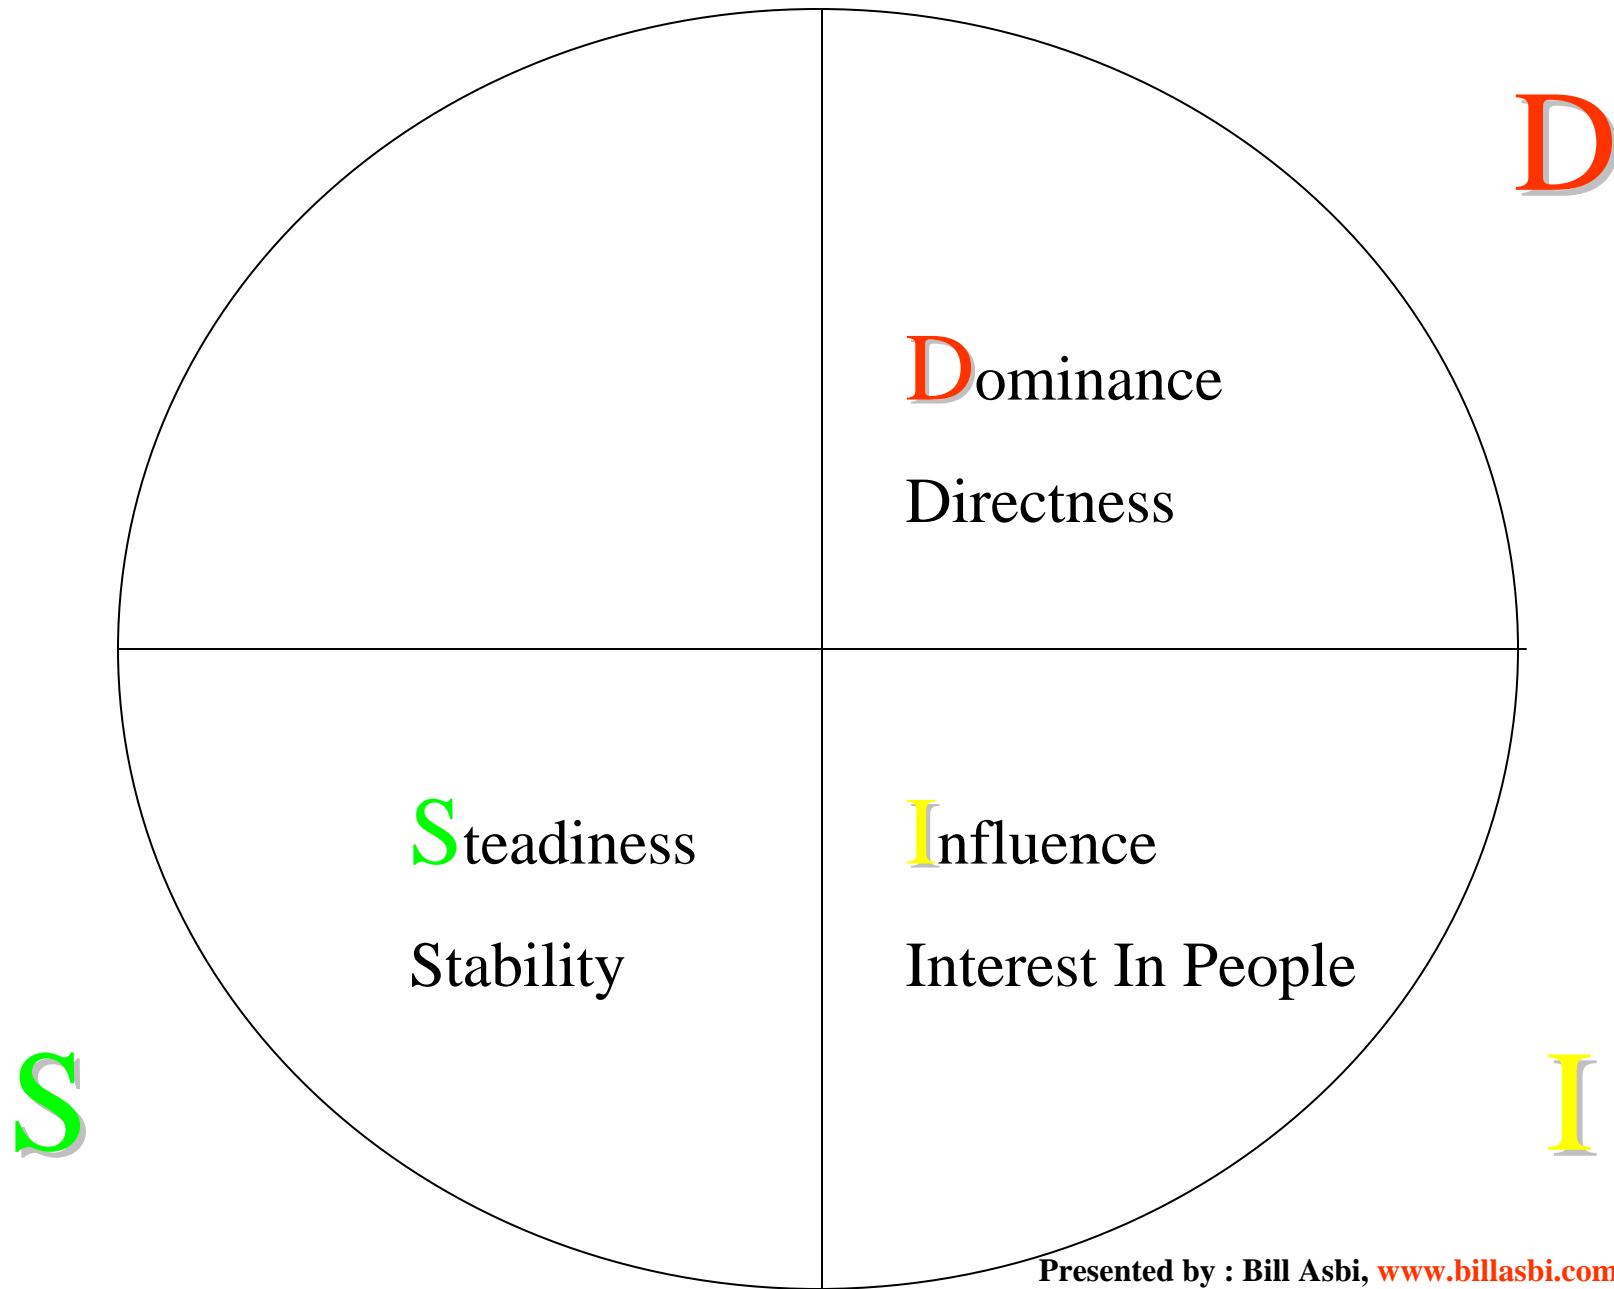 D
Dominance
Directness
Steadiness
Stability
Influence
Interest In People
S
I
Presented by : Bill Asbi, www.billasbi.com